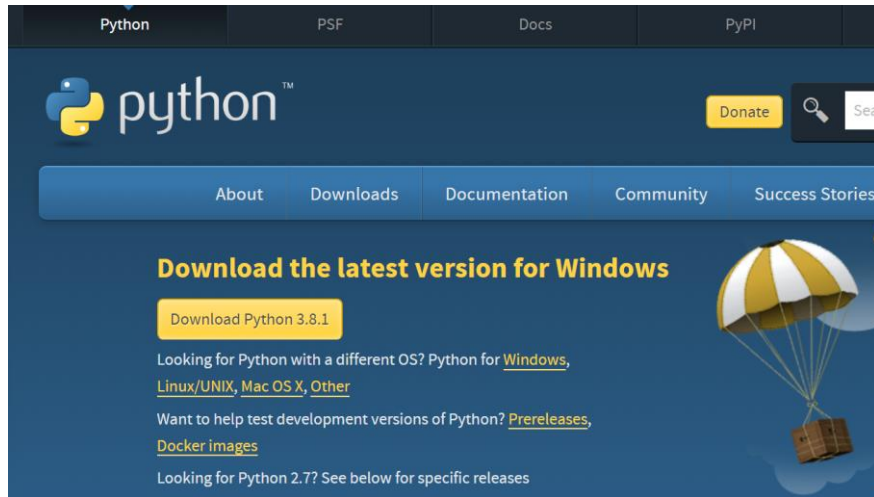 Python PSF Docs PyPI
python™
Donate
About Downloads Documentation Community Success Stories
Download the latest version for Windows
Download Python 3.8.1
Looking for Python with a different OS? Python for Windows,
Linux/UNIX, Mac OS X, Other
Want to help test development versions of Python? Prereleases,
Docker images
Looking for Python 2.7? See below for specific releases